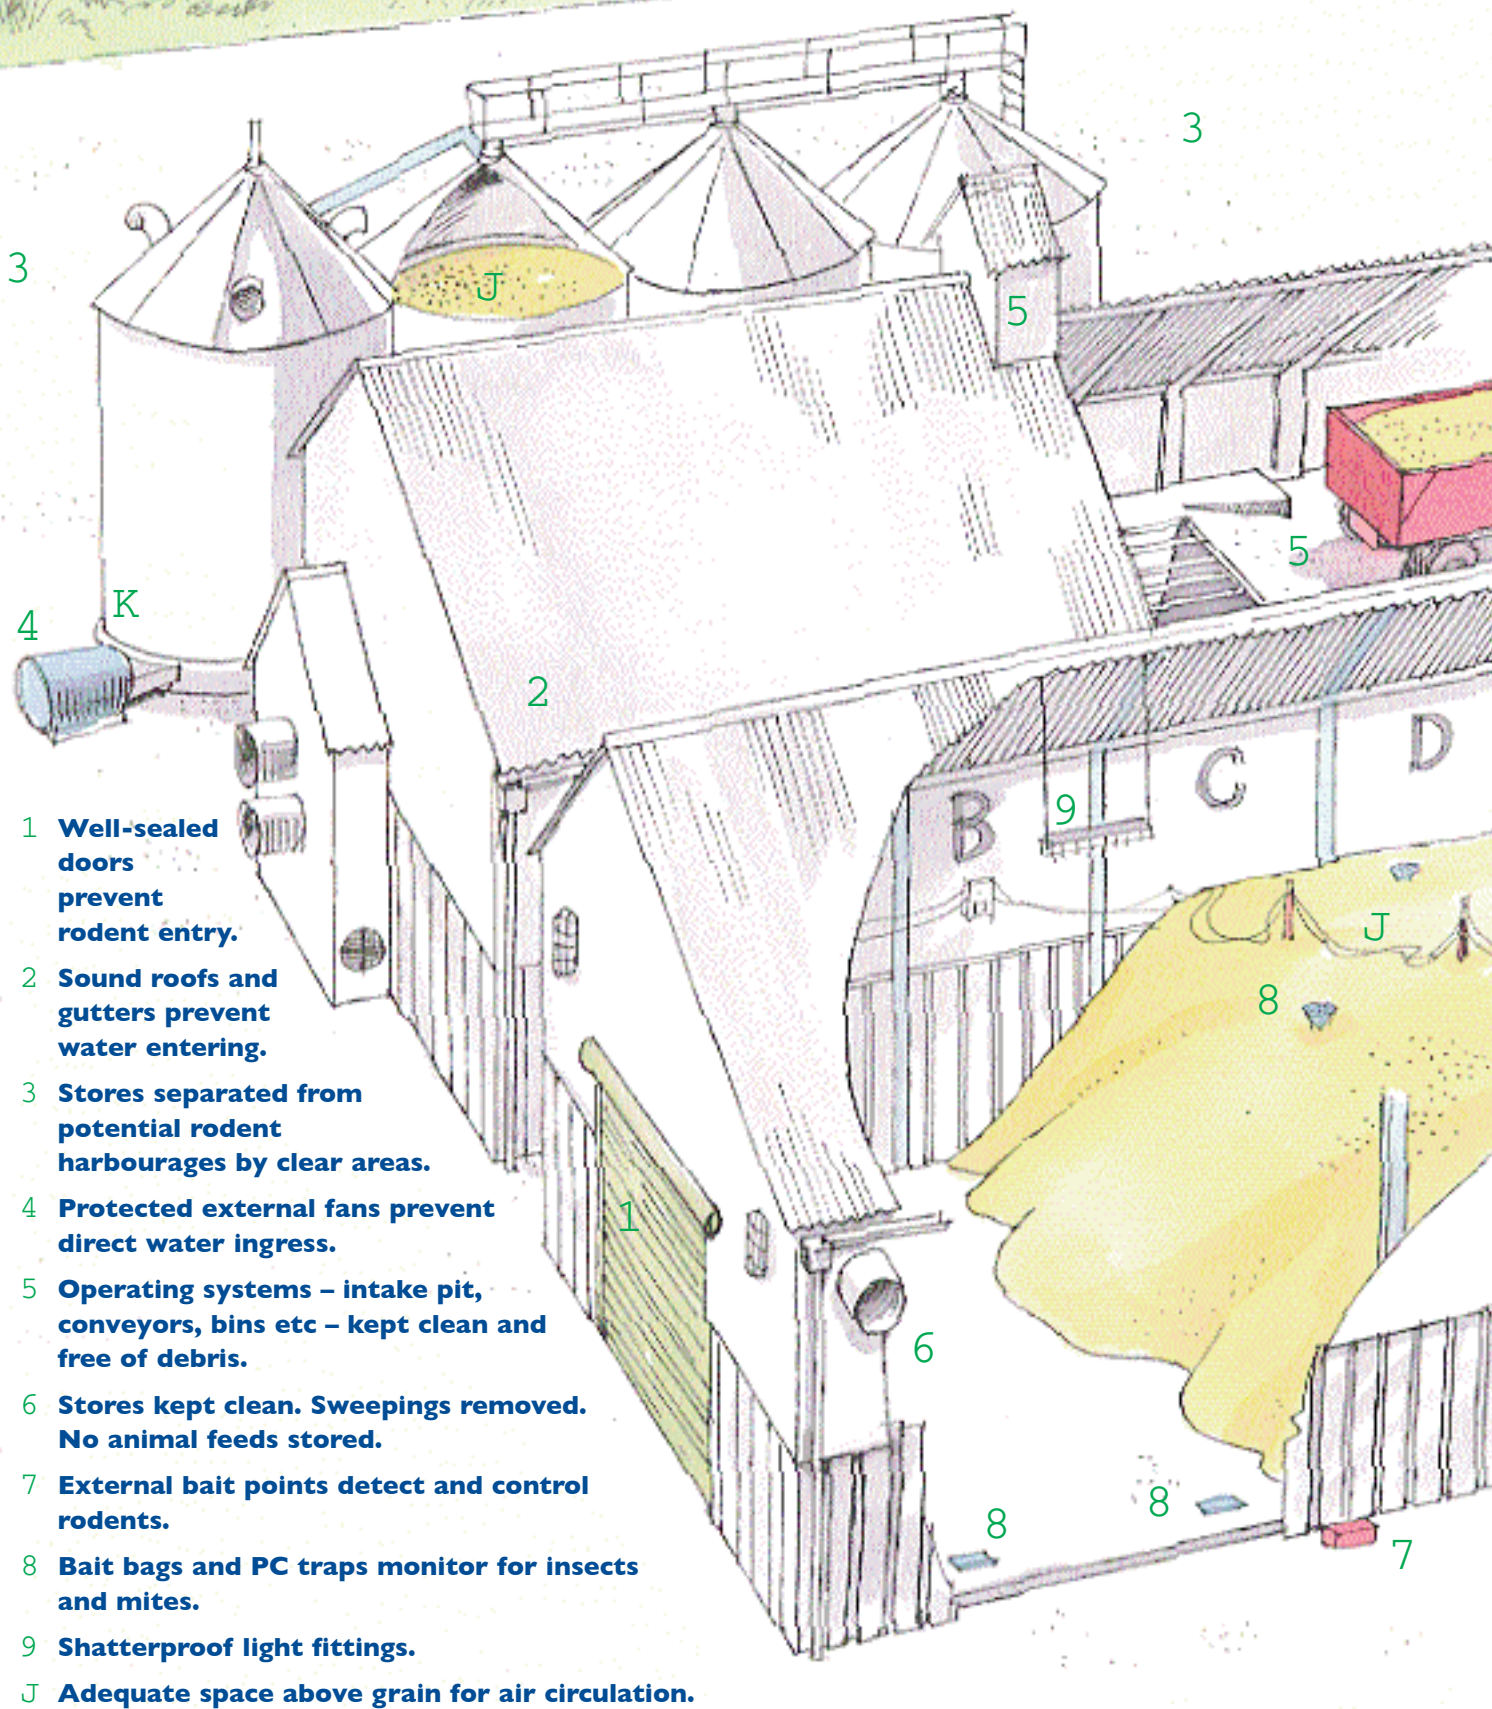 3
3
J
5
5
K
4
2
D
C
9
B
J
8
1
6
8
8
7
1 Well-sealed
doors
prevent
rodent entry.
2 Sound roofs and
gutters prevent
water entering.
3 Stores separated from
potential rodent
harbourages by clear areas.
4 Protected external fans prevent
direct water ingress.
5 Operating systems – intake pit,
conveyors, bins etc – kept clean and
free of debris.
6 Stores kept clean. Sweepings removed.
No animal feeds stored.
7 External bait points detect and control
rodents.
8 Bait bags and PC traps monitor for insects
and mites.
9 Shatterproof light fittings.
J Adequate space above grain for air circulation.